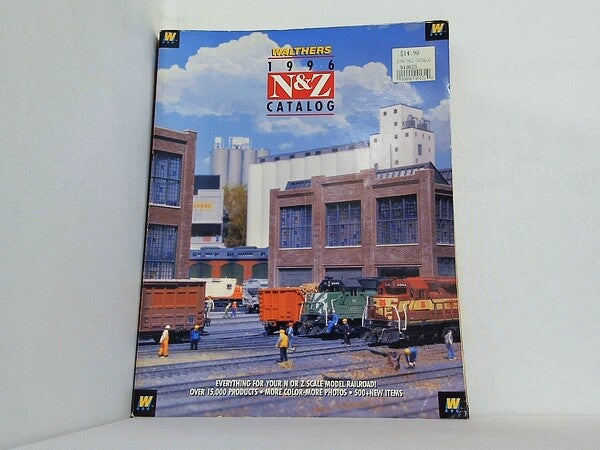 W
WALTHERS
1996
N&Z
CATALOG
$14.98
EVERYTHING FOR YOUR N OR Z SCALE MODEL RAILROAD!
OVER 15,000 PRODUCTS • MORE COLOR-MORE PHOTOS • 500+NEW ITEMS
W
W